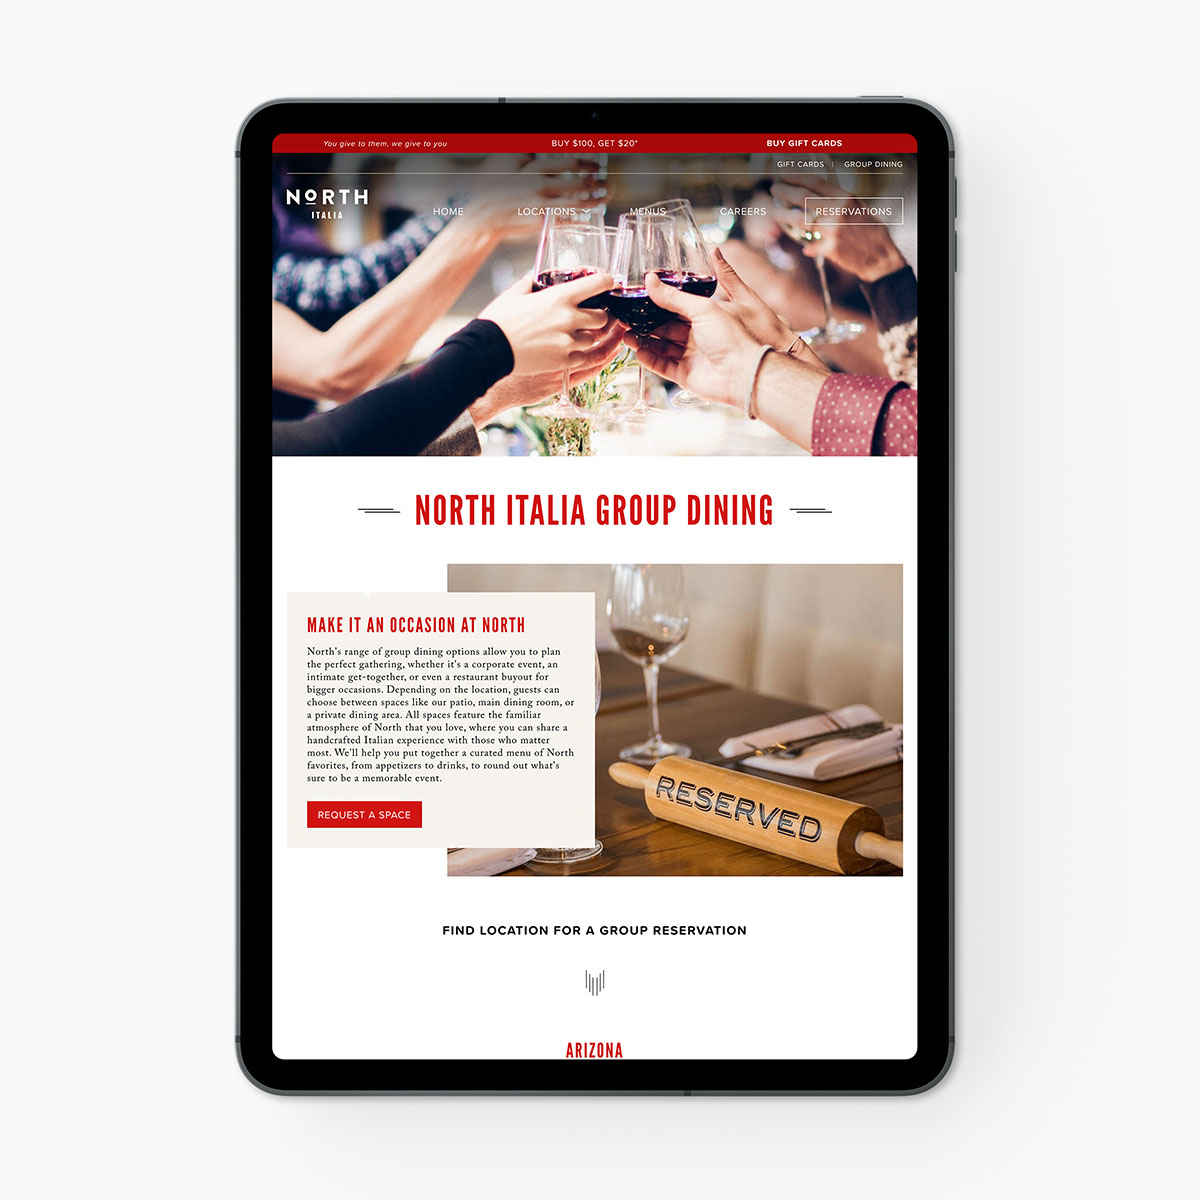 You give to them, we give to you
BUY $100, GET $20*
BUY GIFT CARDS
GIFT CARDS | GROUP DINING
NORTH
ITALIA
HOME
LOCATIONS
MENUS
CAREERS
RESERVATIONS
NORTH ITALIA GROUP DINING
MAKE IT AN OCCASION AT NORTH
North's range of group dining options allow you to plan
the perfect gathering, whether it's a corporate event, an
intimate get-together, or even a restaurant buyout for
bigger occasions. Depending on the location, guests can
choose between spaces like our patio, main dining room, or
a private dining area. All spaces feature the familiar
atmosphere of North that you love, where you can share a
handcrafted Italian experience with those who matter
most. We'll help you put together a curated menu of North
favorites, from appetizers to drinks, to round out what's
sure to be a memorable event.
REQUEST A SPACE
RESERVED
FIND LOCATION FOR A GROUP RESERVATION
ARIZONA